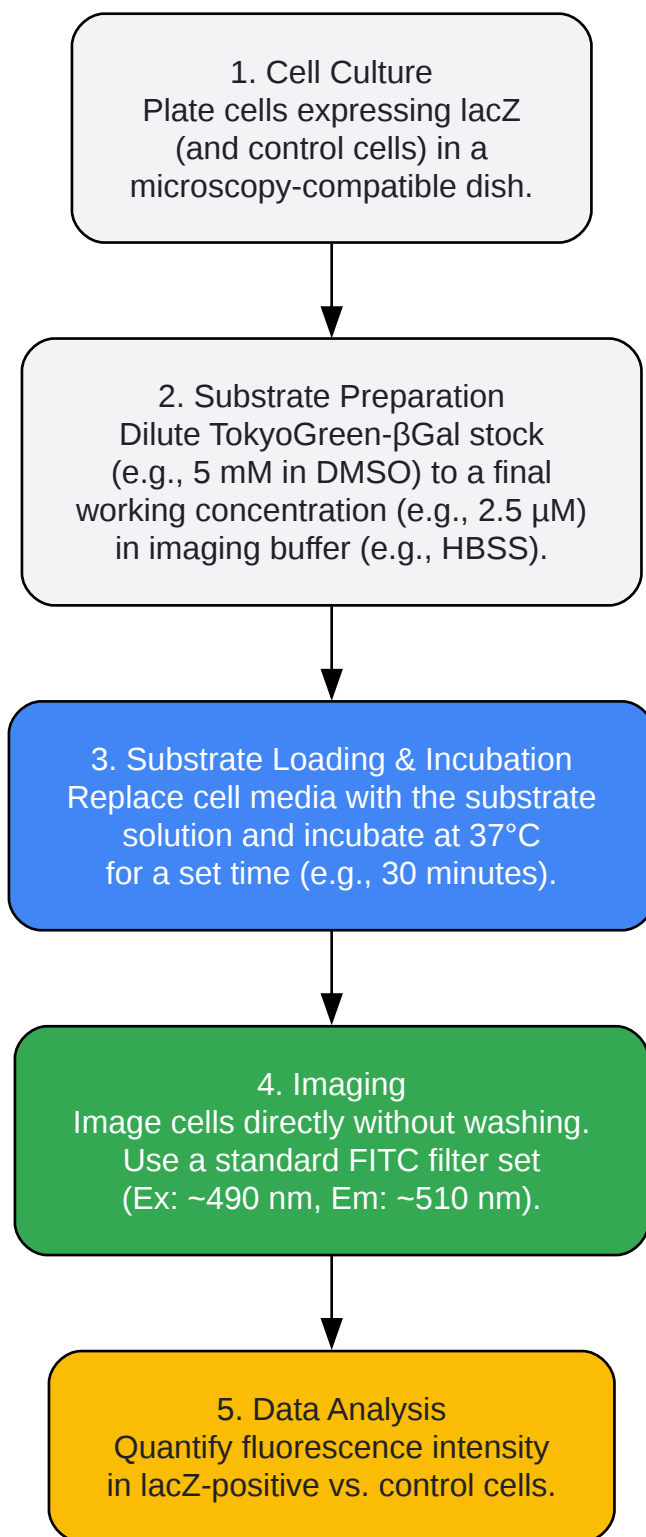 1. Cell Culture
Plate cells expressing lacZ
(and control cells) in a
microscopy-compatible dish.
2. Substrate Preparation
Dilute TokyoGreen-βGal stock
(e.g., 5 mM in DMSO) to a final
working concentration (e.g., 2.5 µM)
in imaging buffer (e.g., HBSS).
3. Substrate Loading & Incubation
Replace cell media with the substrate
solution and incubate at 37°C
for a set time (e.g., 30 minutes).
4. Imaging
Image cells directly without washing.
Use a standard FITC filter set
(Ex: ~490 nm, Em: ~510 nm).
5. Data Analysis
Quantify fluorescence intensity
in lacZ-positive vs. control cells.